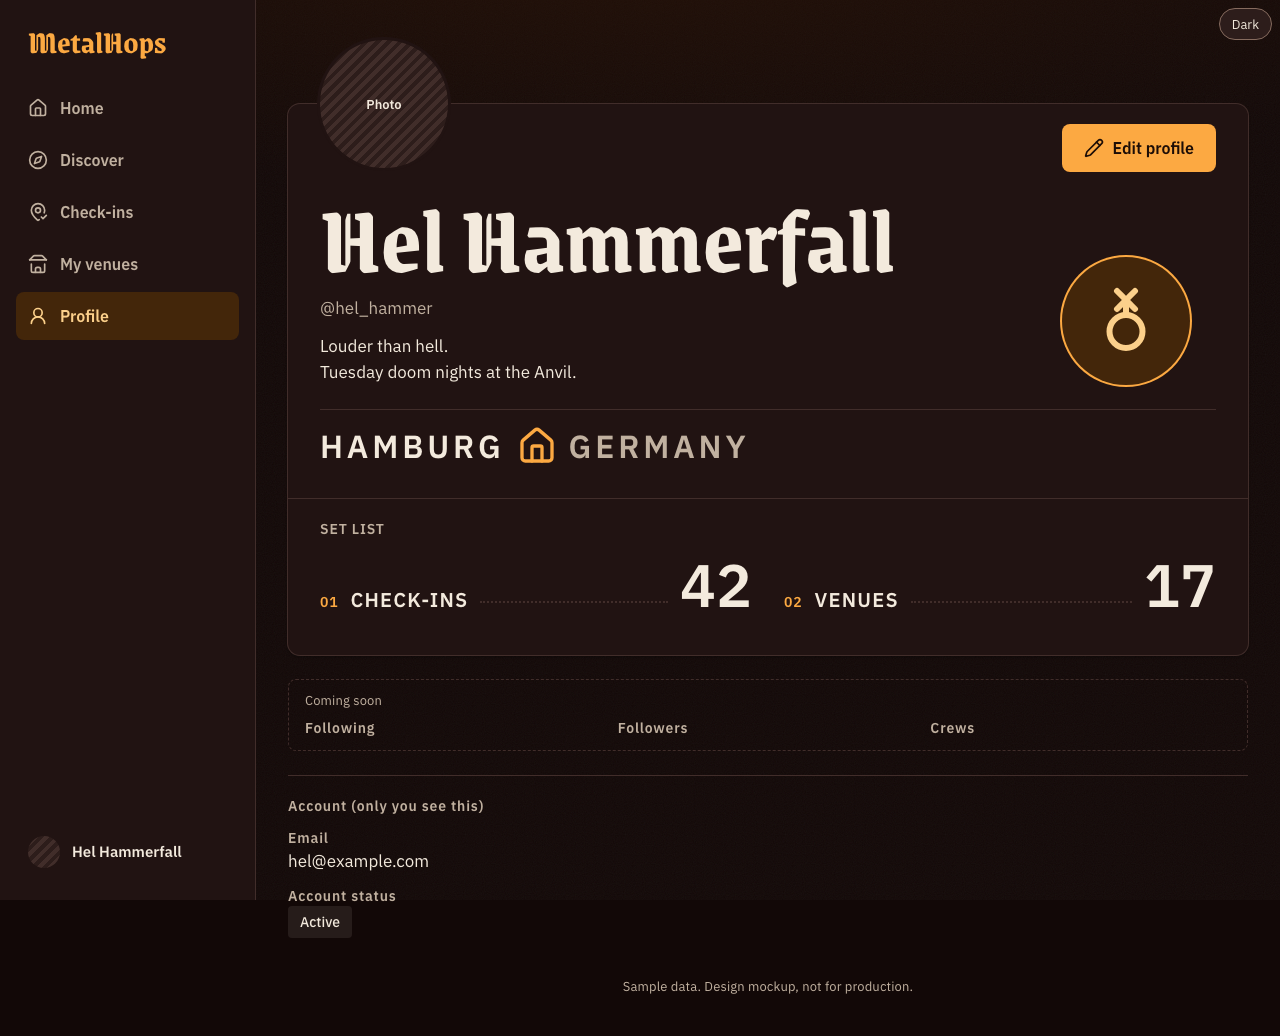 MetalHops
Dark
Home
Discover
Check-ins
My venues
Profile
Hel Hammerfall
Photo
Edit profile
Hel Hammerfall
@hel_hammer
Louder than hell.
Tuesday doom nights at the Anvil.
HAMBURG GERMANY
SET LIST
01 CHECK-INS 42 02 VENUES 17
Coming soon
Following Followers Crews
Account (only you see this)
Email
hel@example.com
Account status
Active
Sample data. Design mockup, not for production.